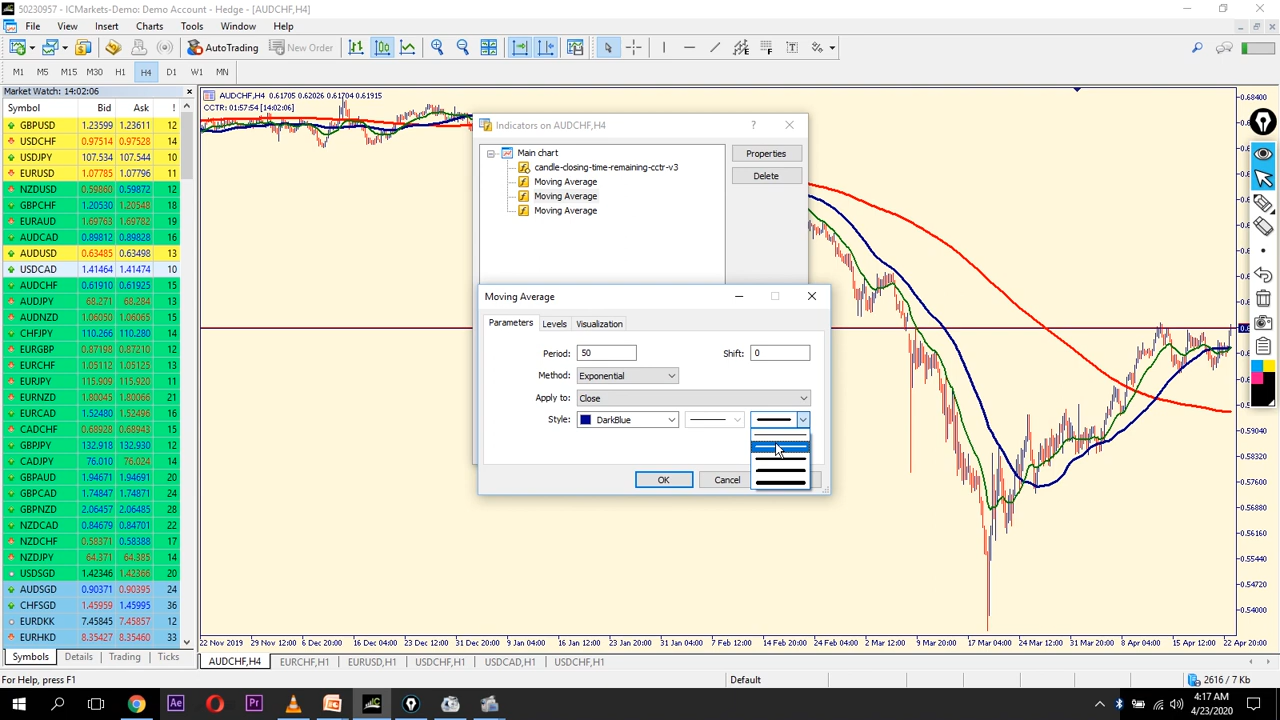 50230957 - ICMarkets-Demo: Demo Account - Hedge - [AUDCHF,H4]
File View Insert Charts Tools Window Help
AutoTrading New Order
M1 M5 M15 M30 H1 H4 D1 W1 MN
Market Watch: 14:02:06
Symbol Bid Ask !
GBPUSD 1.23599 1.23611 12
USDCHF 0.97514 0.97528 14
USDJPY 107.534 107.544 10
EURUSD 1.07785 1.07796 11
NZDUSD 0.59860 0.59872 12
GBPCHF 1.20530 1.20548 18
EURAUD 1.69763 1.69782 19
AUDCAD 0.89812 0.89828 16
AUDUSD 0.63485 0.63498 13
USDCAD 1.41464 1.41474 10
AUDCHF 0.61910 0.61925 15
AUDJPY 68.271 68.284 13
AUDNZD 1.06050 1.06065 15
CHFJPY 110.266 110.280 14
EURGBP 0.87198 0.87210 12
EURCHF 1.05112 1.05125 13
EURJPY 115.909 115.920 11
EURNZD 1.80045 1.80066 21
EURCAD 1.52480 1.52496 16
CADCHF 0.68928 0.68943 15
GBPJPY 132.918 132.930 12
CADJPY 76.010 76.024 14
GBPAUD 1.94671 1.94691 20
GBPCAD 1.74847 1.74871 24
GBPNZD 2.06457 2.06485 28
NZDCAD 0.84679 0.84701 22
NZDCHF 0.58371 0.58388 17
NZDJPY 64.371 64.385 14
USDSGD 1.42346 1.42366 20
AUDSGD 0.90371 0.90395 24
CHFSGD 1.45959 1.45995 36
EURDKK 7.45845 7.45857 12
EURHKD 8.35427 8.35460 33
Symbols Details Trading Ticks
AUDCHF,H4 0.61705 0.62026 0.61704 0.61915
CCTR: 01:57:54 [14:02:06]
Indicators on AUDCHF,H4 ?
Main chart
candle-closing-time-remaining-cctr-v3
Moving Average
Moving Average
Moving Average
Properties
Delete
Moving Average
Parameters Levels Visualization
Period: 50 Shift: 0
Method: Exponential
Apply to: Close
Style: DarkBlue
OK Cancel
0.68400
0.58320
0.57600
0.56880
0.56160
0.55440
0.54720
0.54000
22 Nov 2019 29 Nov 12:00 6 Dec 20:00 16 Dec 04:00 23 Dec 12:00 31 Dec 20:00 9 Jan 04:00 16 Jan 12:00 23 Jan 20:00 31 Jan 04:00 7 Feb 12:00 14 Feb 20:00 24 Feb 04:00 2 Mar 12:00 9 Mar 20:00 17 Mar 04:00 24 Mar 12:00 31 Mar 20:00 8 Apr 04:00 15 Apr 12:00 22 Apr 20:00
AUDCHF,H4 EURCHF,H1 EURUSD,H1 USDCHF,H1 USDCAD,H1 USDCHF,H1
For Help, press F1 Default 2616 / 7 Kb
Ae Pr
4:17 AM
4/23/2020